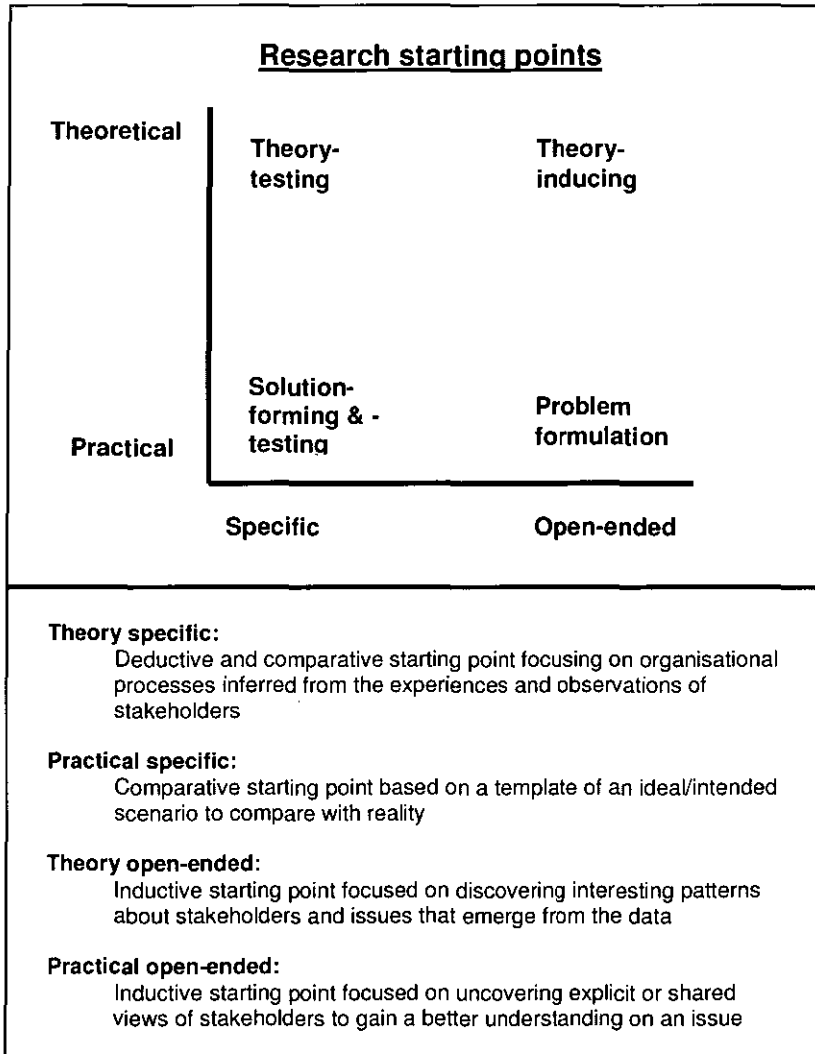 Research starting points
Theoretical
Theory-
testing
Theory-
inducing
Solution-
forming & -
testing
Problem
formulation
Practical
Specific
Open-ended
Theory specific:
Deductive and comparative starting point focusing on organisational
processes inferred from the experiences and observations of
stakeholders
Practical specific:
Comparative starting point based on a template of an ideal/intended
scenario to compare with reality
Theory open-ended:
Inductive starting point focused on discovering interesting patterns
about stakeholders and issues that emerge from the data
Practical open-ended:
Inductive starting point focused on uncovering explicit or shared
views of stakeholders to gain a better understanding on an issue